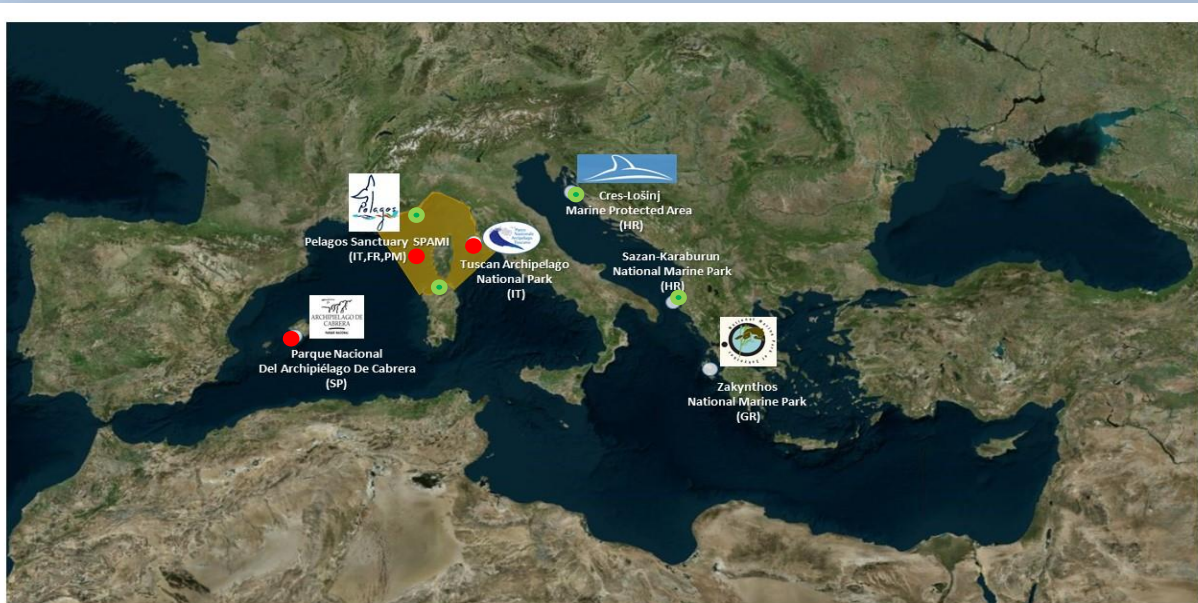 Pelagos
Pelagos Sanctuary SPAMI
(IT,FR,PM)
Tuscan Archipelago
National Park
(IT)
Cres-Lošinj
Marine Protected Area
(HR)
Sazan-Karaburun
National Marine Park
(HR)
ARCHIPIÉLAGO DE
CABRERA
Parque Nacional
Del Archipiélago De Cabrera
(SP)
Zakynthos
National Marine Park
(GR)